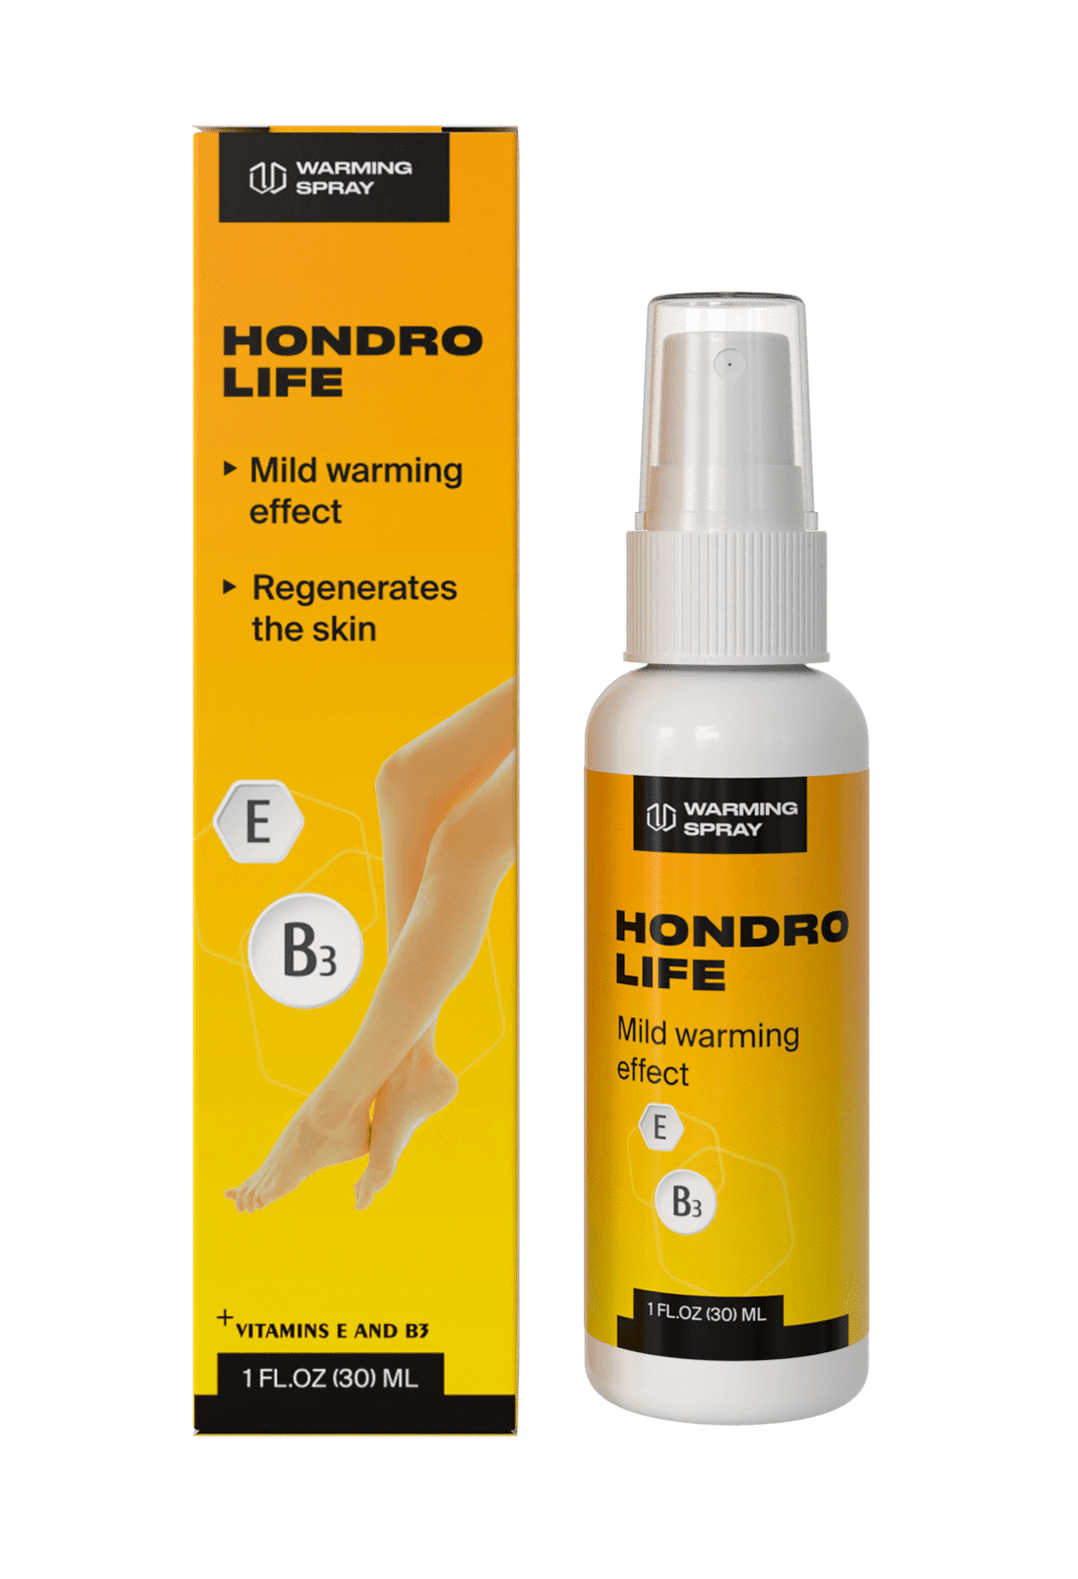 WARMING
SPRAY
HONDRO
LIFE
Mild warming
effect
Regenerates
the skin
E
B3
+VITAMINS E AND B3
1 FL.OZ (30) ML
WARMING
SPRAY
HONDRO
LIFE
Mild warming
effect
E
B3
1 FL.OZ (30) ML